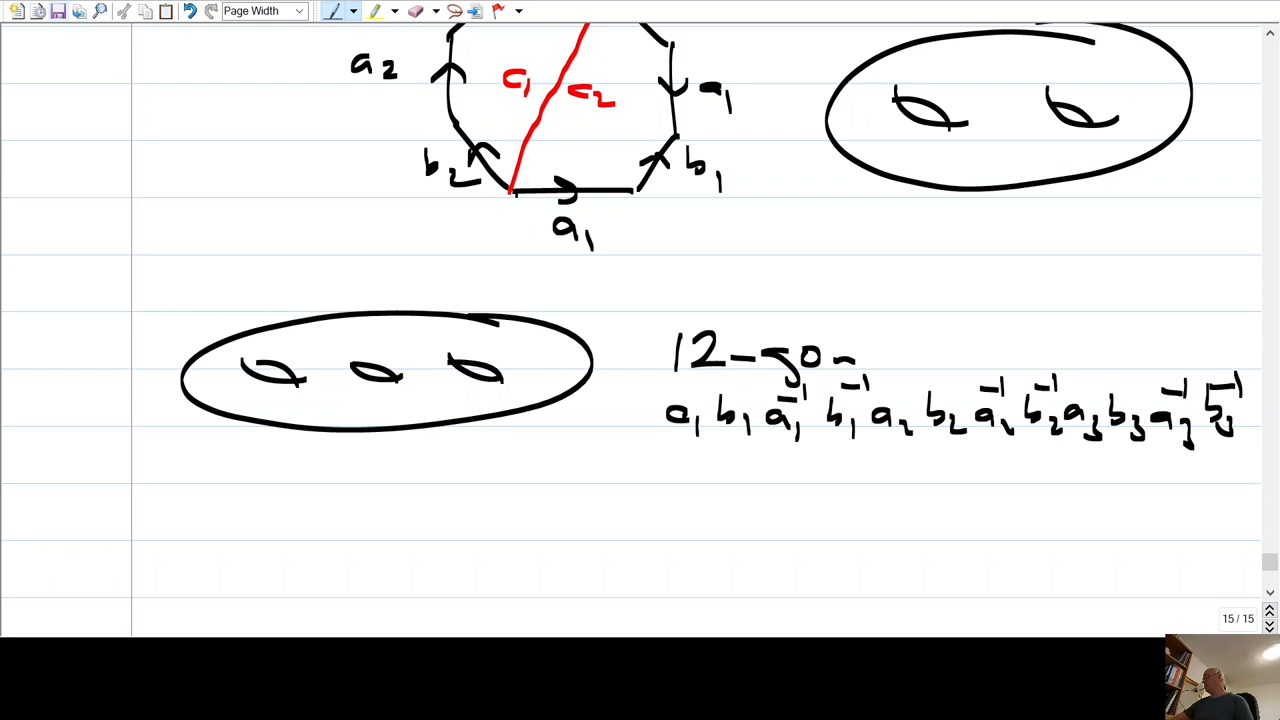 Page Width
a2
c1
c2
a1
b2
b1
a1
12-gon
a1 b1 a1^-1 b1^-1 a2 b2 a2^-1 b2^-1 a3 b3 a3^-1 b3^-1
15 / 15